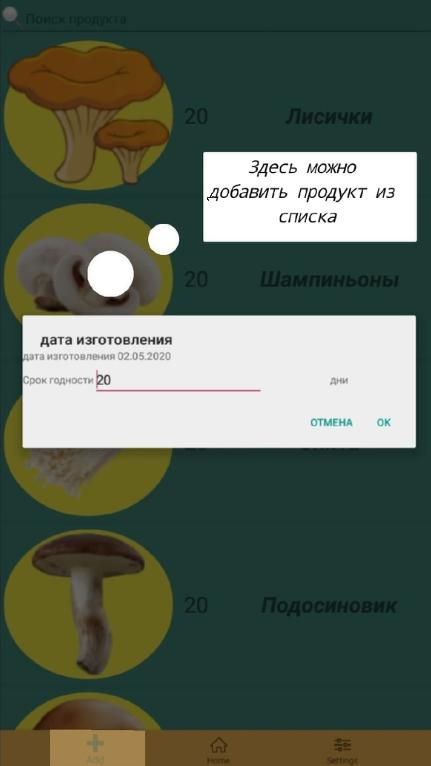 Поиск продукта
20 Лисички
Здесь можно
добавить продукт из
списка
20 Шампиньоны
дата изготовления
дата изготовления 02.05.2020
Срок годности 20 дни
ОТМЕНА OK
20 Подосиновик
Add Home Settings